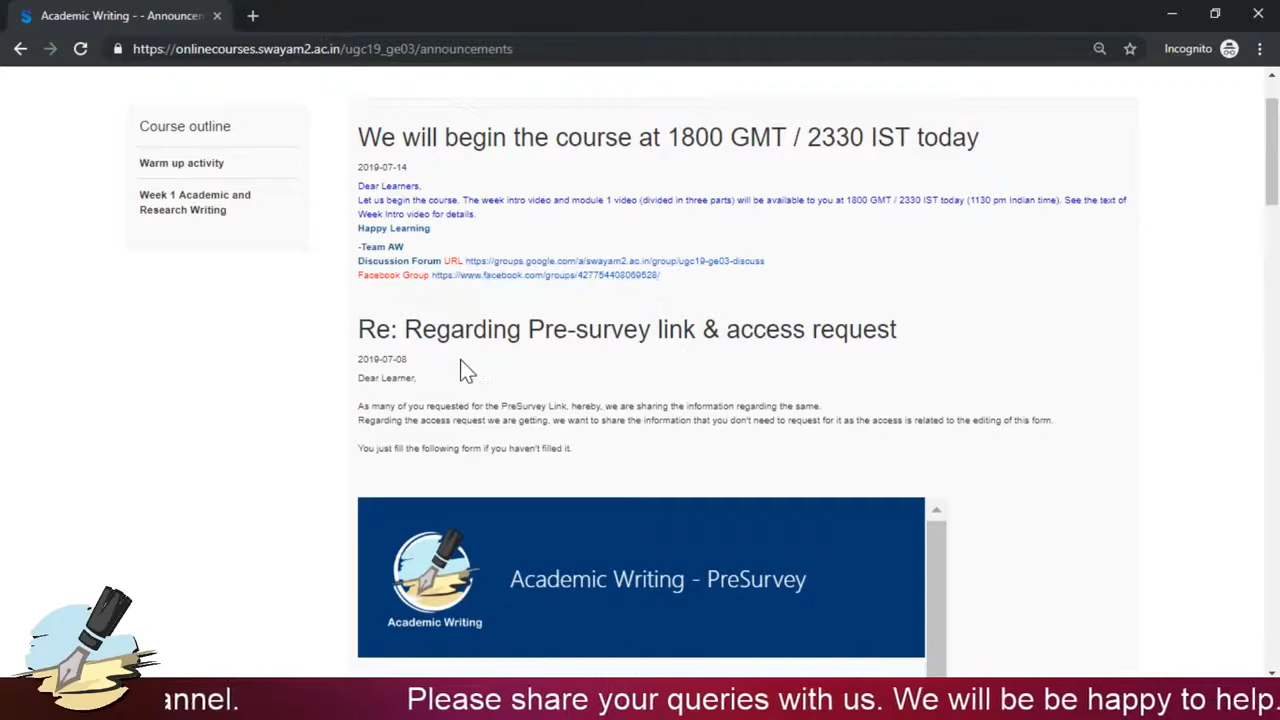 Academic Writing - - Announcen
https://onlinecourses.swayam2.ac.in/ugc19_ge03/announcements
Incognito
Course outline
Warm up activity
Week 1 Academic and
Research Writing
We will begin the course at 1800 GMT / 2330 IST today
2019-07-14
Dear Learners,
Let us begin the course. The week intro video and module 1 video (divided in three parts) will be available to you at 1800 GMT / 2330 IST today (1130 pm Indian time). See the text of
Week Intro video for details.
Happy Learning
-Team AW
Discussion Forum URL https://groups.google.com/a/swayam2.ac.in/group/ugc19-ge03-discuss
Facebook Group https://www.facebook.com/groups/427754408069528/
Re: Regarding Pre-survey link & access request
2019-07-08
Dear Learner,
As many of you requested for the PreSurvey Link, hereby, we are sharing the information regarding the same.
Regarding the access request we are getting, we want to share the information that you don't need to request for it as the access is related to the editing of this form.
You just fill the following form if you haven't filled it.
Academic Writing - PreSurvey
Academic Writing
annel. Please share your queries with us. We will be be happy to help.